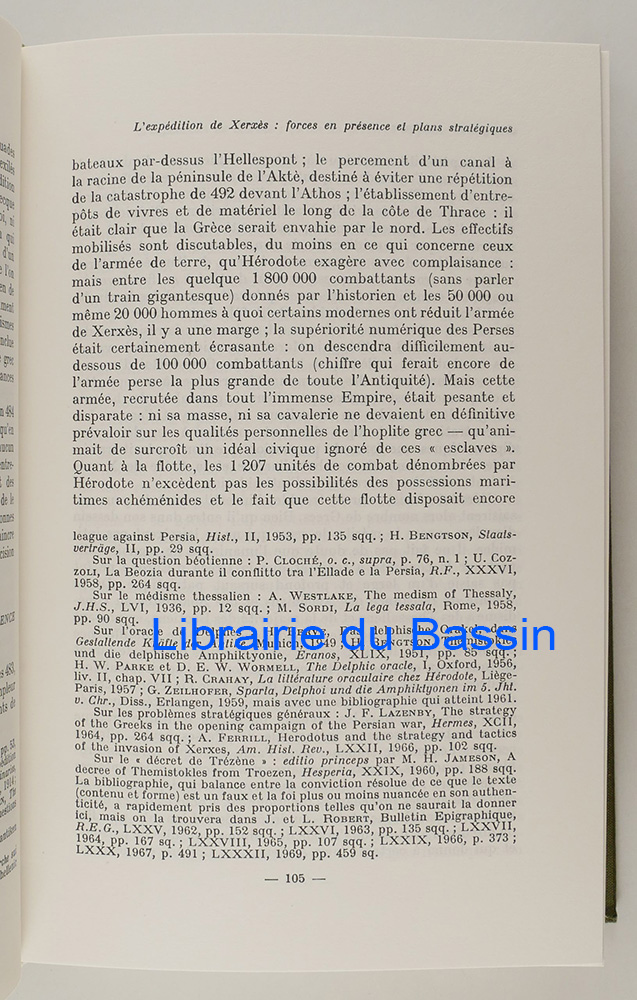 L'expédition de Xerxès : forces en présence et plans stratégiques
bateaux par-dessus l'Hellespont ; le percement d'un canal à
la racine de la péninsule de l'Aktè, destiné à éviter une répétition
de la catastrophe de 492 devant l'Athos ; l'établissement d'entre-
pôts de vivres et de matériel le long de la côte de Thrace : il
était clair que la Grèce serait envahie par le nord. Les effectifs
mobilisés sont discutables, du moins en ce qui concerne ceux
de l'armée de terre, qu'Hérodote exagère avec complaisance :
mais entre les quelque 1 800 000 combattants (sans parler
d'un train gigantesque) donnés par l'historien et les 50 000 ou
même 20 000 hommes à quoi certains modernes ont réduit l'armée
de Xerxès, il y a une marge ; la supériorité numérique des Perses
était certainement écrasante : on descendra difficilement au-
dessous de 100 000 combattants (chiffre qui ferait encore de
l'armée perse la plus grande de toute l'Antiquité). Mais cette
armée, recrutée dans tout l'immense Empire, était pesante et
disparate : ni sa masse, ni sa cavalerie ne devaient en définitive
prévaloir sur les qualités personnelles de l'hoplite grec — qu'ani-
mait de surcroît un idéal civique ignoré de ces « esclaves ».
Quant à la flotte, les 1 207 unités de combat dénombrées par
Hérodote n'excèdent pas les possibilités des possessions mari-
times achéménides et le fait que cette flotte disposait encore
league against Persia, Hist., II, 1953, pp. 135 sqq. ; H. BENGTSON, Staats-
verträge, II, pp. 29 sqq.
Sur la question béotienne : P. CLOCHÉ, o. c., supra, p. 76, n. 1 ; U. COZ-
ZOLI, La Beozia durante il conflitto tra l'Ellade e la Persia, R.F., XXXVI,
1958, pp. 264 sqq.
Sur le médisme thessalien : A. WESTLAKE, The medism of Thessaly,
J.H.S., LVI, 1936, pp. 12 sqq. ; M. SORDI, La lega tessala, Rome, 1958,
pp. 90 sqq.
Sur l'oracle de Delphes : H. BERVE, Das delphische Orakel
Gestaltende Kräfte der Antike, Munich, 1949 ; H. BENGTSON, Themistokles
und die delphische Amphiktyonie, Eranos, XLIX, 1951, pp. 85 sqq. ;
H. W. PARKE et D. E. W. WORMELL, The Delphic oracle, I, Oxford, 1956,
liv. II, chap. VII ; R. CRAHAY, La littérature oraculaire chez Hérodote, Liège-
Paris, 1957 ; G. ZEILHOFER, Sparta, Delphoi und die Amphiktyonen im 5. Jht.
v. Chr., Diss., Erlangen, 1959, mais avec une bibliographie qui atteint 1961.
Sur les problèmes stratégiques généraux : J. F. LAZENBY, The strategy
of the Greeks in the opening campaign of the Persian war, Hermes, XCII,
1964, pp. 264 sqq. ; A. FERRILL, Herodotus and the strategy and tactics
of the invasion of Xerxes, Am. Hist. Rev., LXXII, 1966, pp. 102 sqq.
Sur le « décret de Trézène » : editio princeps par M. H. JAMESON, A
decree of Themistokles from Troezen, Hesperia, XXIX, 1960, pp. 188 sqq.
La bibliographie, qui balance entre la conviction résolue de ce que le texte
(contenu et forme) est un faux et la foi plus ou moins nuancée en son authen-
ticité, a rapidement pris des proportions telles qu'on ne saurait la donner
ici, mais on la trouvera dans J. et L. ROBERT, Bulletin Epigraphique,
R.E.G., LXXV, 1962, pp. 152 sqq. ; LXXVI, 1963, pp. 135 sqq. ; LXXVII,
1964, pp. 167 sq. ; LXXVIII, 1965, pp. 107 sqq. ; LXXIX, 1966, p. 373 ;
LXXX, 1967, p. 491 ; LXXXII, 1969, pp. 459 sq.
— 105 —
Librairie du Bassin